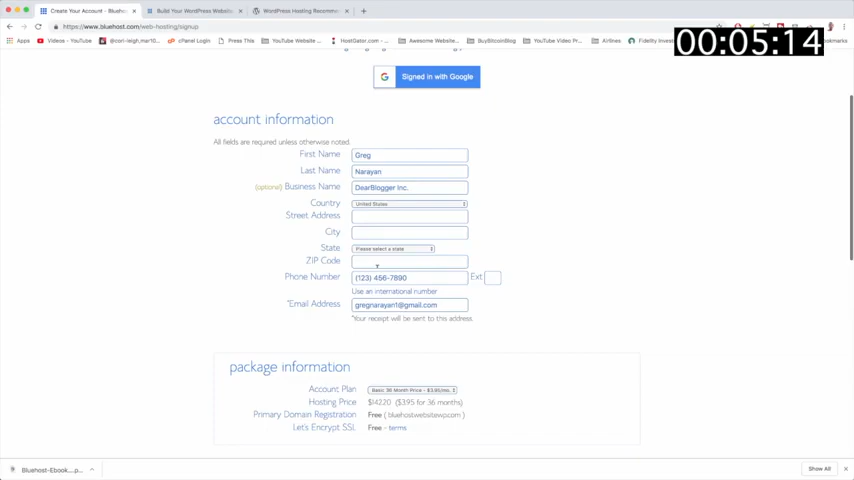 Create Your Account - Blueho
Build Your WordPress Websit
WordPress Hosting Recomm
https://www.bluehost.com/web-hosting/signup
00:05:14
Apps
Videos - YouTube
@cori-leigh_mar10...
cPanel Login
Press This
YouTube Website ...
HostGator.com
Awesome Website...
BuyBitcoinBlog
YouTube Video Pr...
Airlines
Fidelity Invest
okmarks
G
Signed in with Google
account information
All fields are required unless otherwise noted.
First Name Greg
Last Name Narayan
(optional) Business Name DearBlogger Inc.
Country United States
Street Address
City
State Please select a state
ZIP Code
Phone Number (123) 456-7890 Ext
Use an international number
*Email Address gregnarayan1@gmail.com
*Your receipt will be sent to this address.
package information
Account Plan Basic 36 Month Price - $3.95/mo.
Hosting Price $142.20 ($3.95 for 36 months)
Primary Domain Registration Free ( bluehostwebsitewp.com )
Let's Encrypt SSL Free - terms
Bluehost-Ebook....p...
Show All